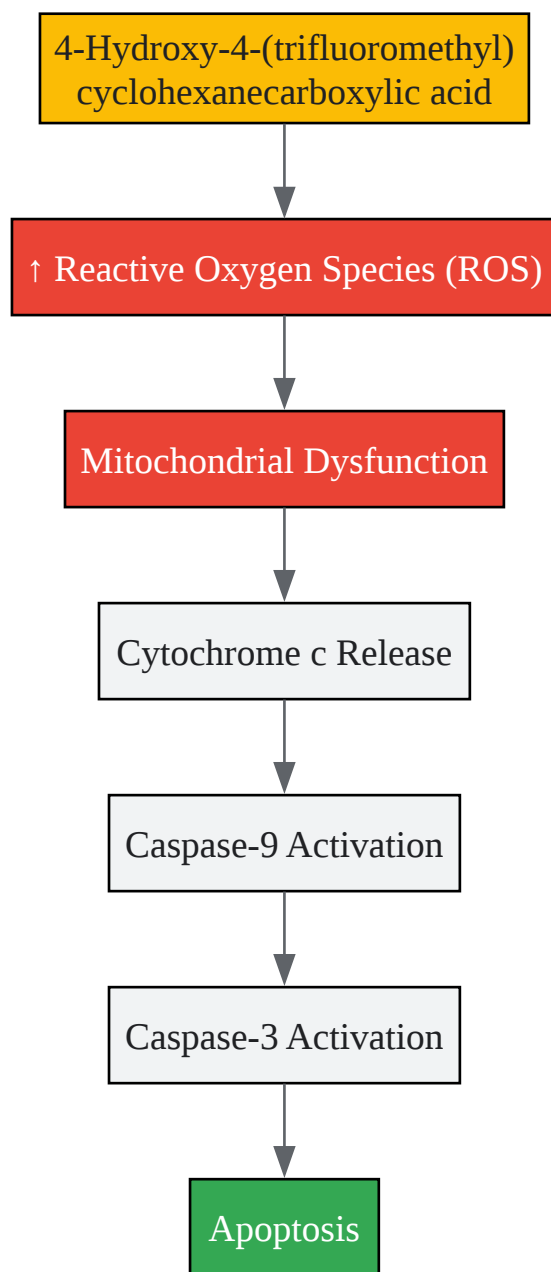 4-Hydroxy-4-(trifluoromethyl)
cyclohexanecarboxylic acid
↑ Reactive Oxygen Species (ROS)
Mitochondrial Dysfunction
Cytochrome c Release
Caspase-9 Activation
Caspase-3 Activation
Apoptosis